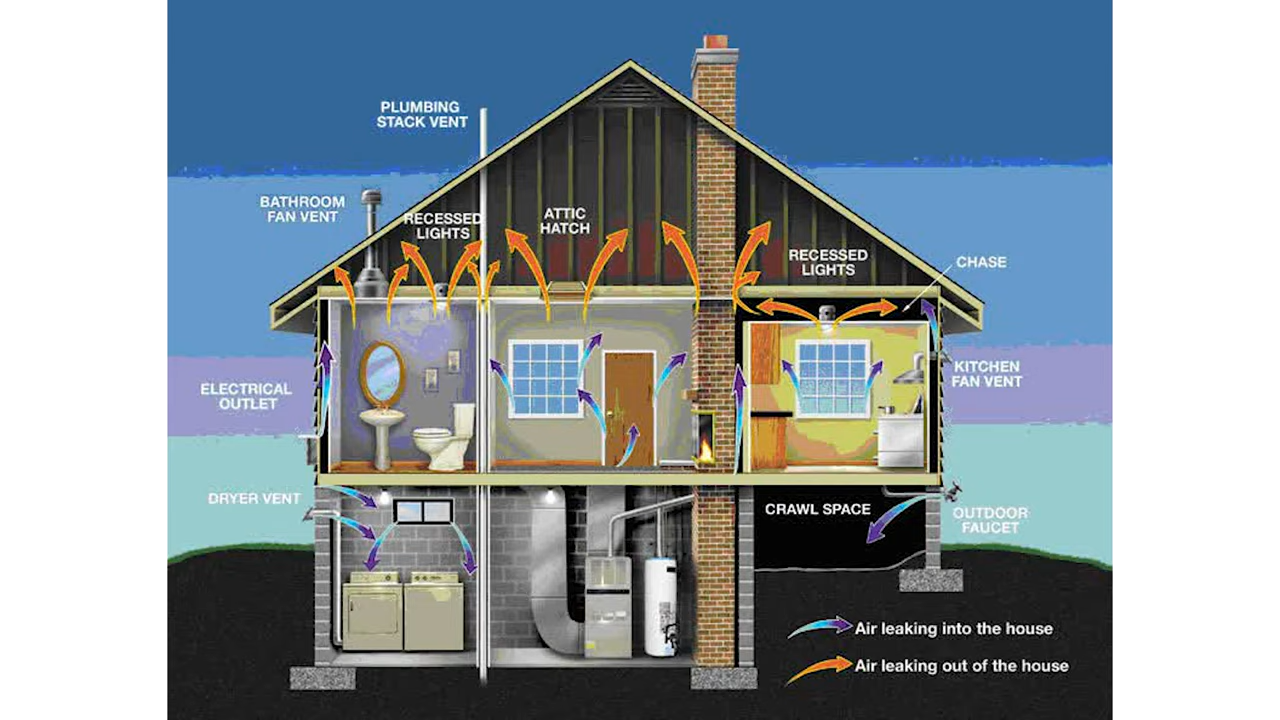 PLUMBING
STACK VENT
BATHROOM
FAN VENT
RECESSED
LIGHTS
ATTIC
HATCH
RECESSED
LIGHTS
CHASE
ELECTRICAL
OUTLET
KITCHEN
FAN VENT
DRYER VENT
CRAWL SPACE
OUTDOOR
FAUCET
Air leaking into the house
Air leaking out of the house